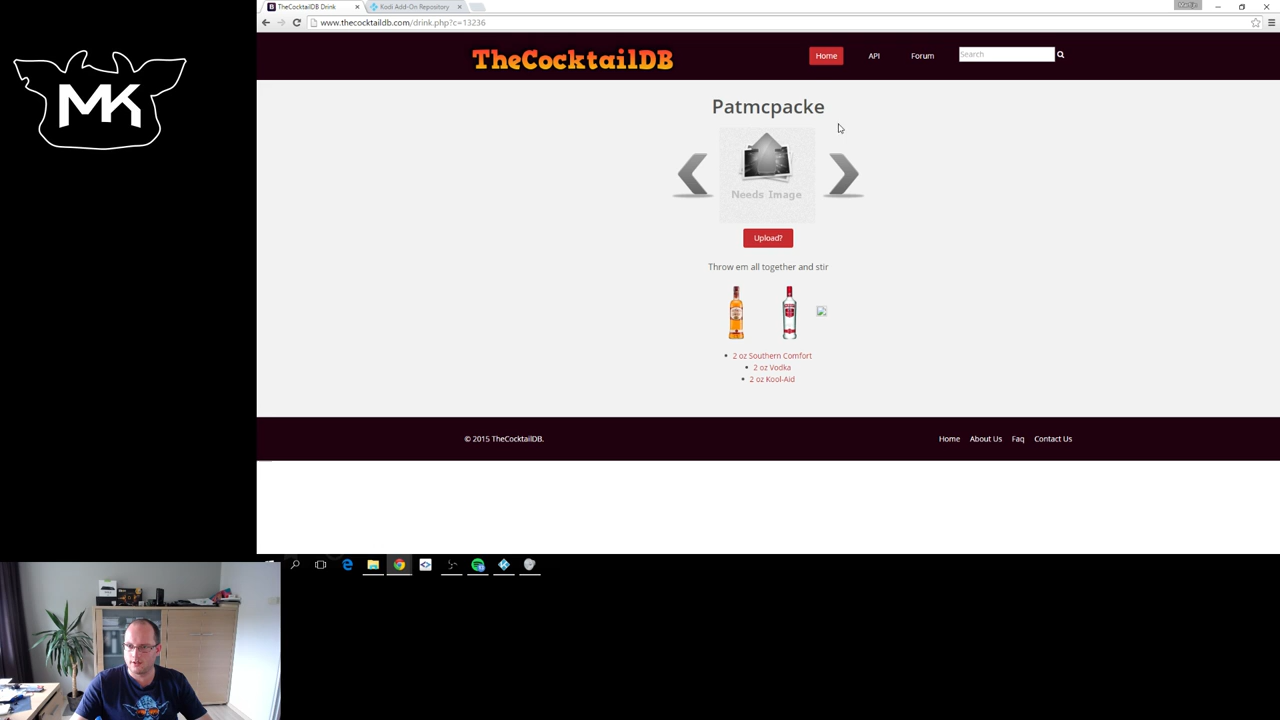 TheCocktailDB Drink
Kodi Add-On Repository
www.thecocktaildb.com/drink.php?c=13236
MK
TheCocktailDB
Home
API
Forum
Search
Patmcpacke
Needs Image
Upload?
Throw em all together and stir
2 oz Southern Comfort
2 oz Vodka
2 oz Kool-Aid
© 2015 TheCocktailDB.
Home
About Us
Faq
Contact Us